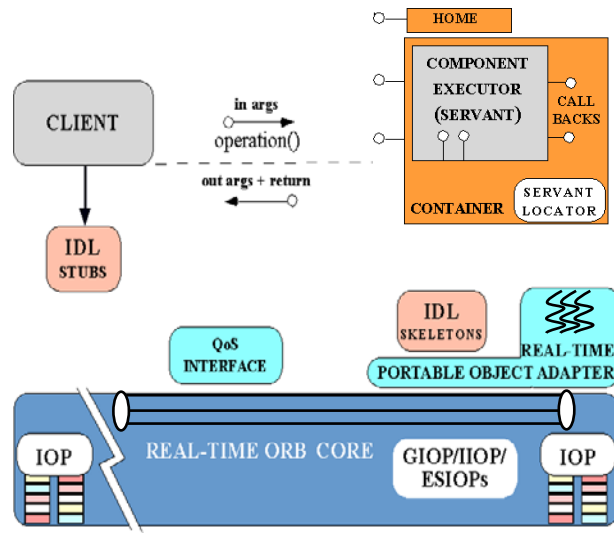 HOME
COMPONENT
EXECUTOR
(SERVANT)
CALL
BACKS
CONTAINER
SERVANT
LOCATOR
CLIENT
in args
operation()
out args + return
IDL
STUBS
QoS
INTERFACE
IDL
SKELETONS
REAL-TIME
PORTABLE OBJECT ADAPTER
IOP
REAL-TIME ORB CORE
GIOP/IIOP/
ESIOPs
IOP